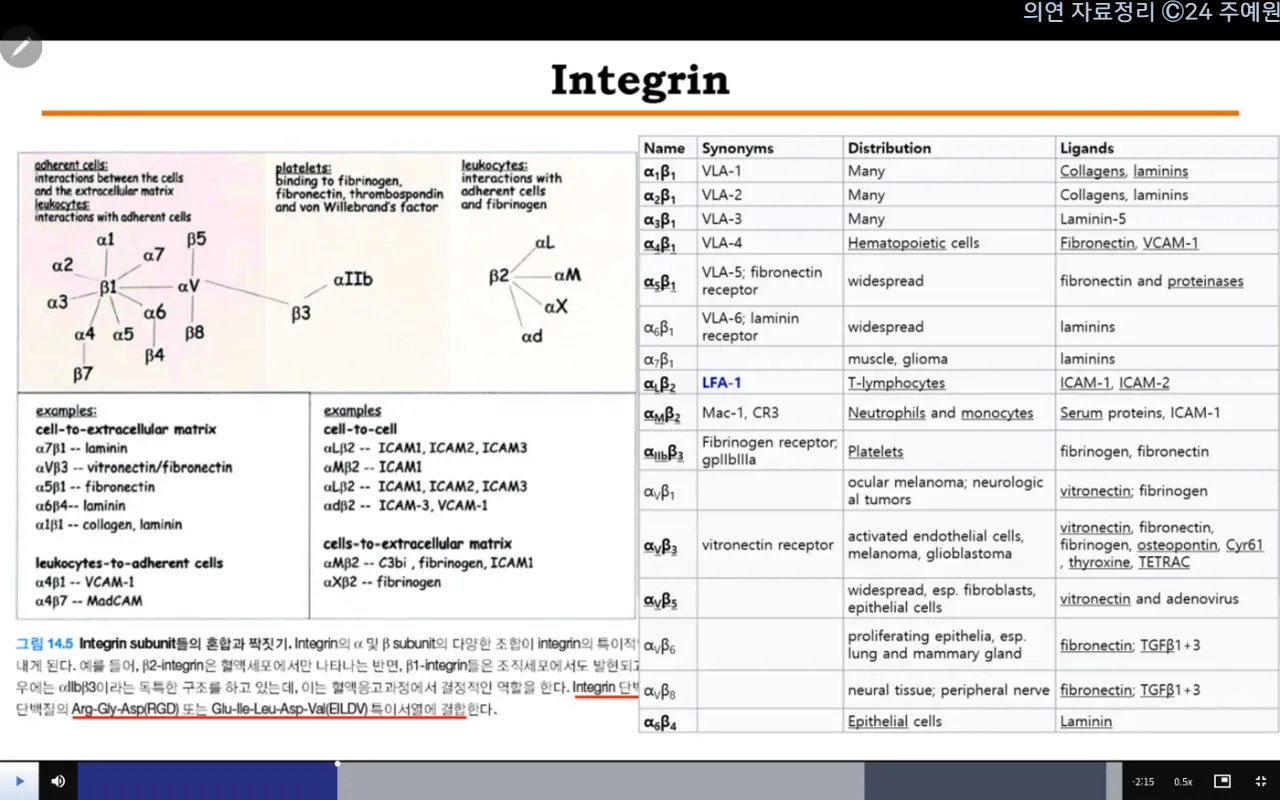 의연 자료정리 ©24 주예원
Integrin
adherent cells:
interactions between the cells
and the extracellular matrix
leukocytes:
interactions with adherent cells
platelets:
binding to fibrinogen,
fibronectin, thrombospondin
and von Willebrand's factor
leukocytes:
interactions with
adherent cells
and fibrinogen
α1
β5
α7
α2
β1
αV
α3
α6
α4
α5
β8
β4
β7
αIIb
β3
αL
β2
αM
αX
αd
examples:
cell-to-extracellular matrix
α7β1 -- laminin
αVβ3 -- vitronectin/fibronectin
α5β1 -- fibronectin
α6β4-- laminin
α1β1 -- collagen, laminin
leukocytes-to-adherent cells
α4β1 -- VCAM-1
α4β7 -- MadCAM
examples
cell-to-cell
αLβ2 -- ICAM1, ICAM2, ICAM3
αMβ2 -- ICAM1
αLβ2 -- ICAM1, ICAM2, ICAM3
αdβ2 -- ICAM-3, VCAM-1
cells-to-extracellular matrix
αMβ2 -- C3bi , fibrinogen, ICAM1
αXβ2 -- fibrinogen
그림 14.5 Integrin subunit들의 혼합과 짝짓기. Integrin의 α 및 β subunit의 다양한 조합이 integrin의 특이적
내게 된다. 예를 들어, β2-integrin은 혈액세포에서만 나타나는 반면, β1-integrin들은 조직세포에서도 발현되고
우에는 αIIbβ3이라는 독특한 구조를 하고 있는데, 이는 혈액응고과정에서 결정적인 역할을 한다. Integrin 단백
단백질의 Arg-Gly-Asp(RGD) 또는 Glu-Ile-Leu-Asp-Val(EILDV) 특이서열에 결합한다.
Name Synonyms Distribution Ligands
α₁β₁ VLA-1 Many Collagens, laminins
α₂β₁ VLA-2 Many Collagens, laminins
α₃β₁ VLA-3 Many Laminin-5
α₄β₁ VLA-4 Hematopoietic cells Fibronectin, VCAM-1
α₅β₁ VLA-5; fibronectin
receptor widespread fibronectin and proteinases
α₆β₁ VLA-6; laminin
receptor widespread laminins
α₇β₁ muscle, glioma laminins
αLβ₂ LFA-1 T-lymphocytes ICAM-1, ICAM-2
αMβ₂ Mac-1, CR3 Neutrophils and monocytes Serum proteins, ICAM-1
αIIbβ₃ Fibrinogen receptor;
gpIIbIIIa Platelets fibrinogen, fibronectin
αVβ₁ ocular melanoma; neurologic
al tumors vitronectin; fibrinogen
αVβ₃ vitronectin receptor activated endothelial cells,
melanoma, glioblastoma vitronectin, fibronectin,
fibrinogen, osteopontin, Cyr61
, thyroxine, TETRAC
αVβ₅ widespread, esp. fibroblasts,
epithelial cells vitronectin and adenovirus
αVβ₆ proliferating epithelia, esp.
lung and mammary gland fibronectin; TGFβ1+3
αVβ₈ neural tissue; peripheral nerve fibronectin; TGFβ1+3
α₆β₄ Epithelial cells Laminin
-2:15
0.5x